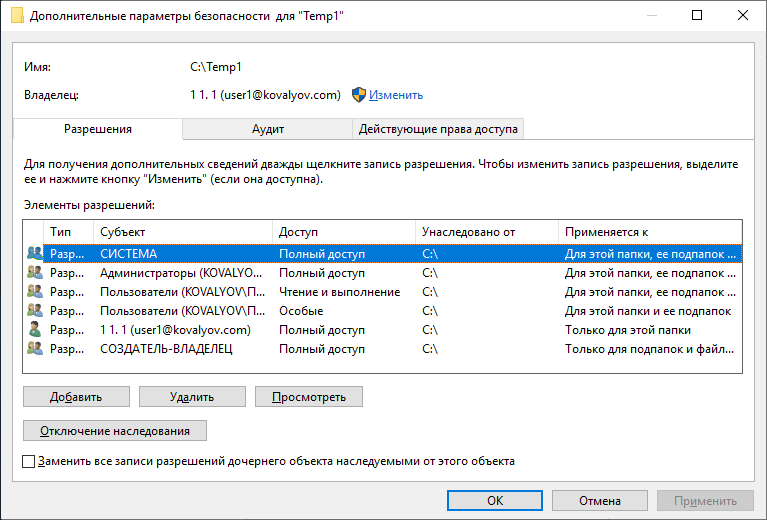 Дополнительные параметры безопасности для "Temp1"
Имя: C:\Temp1
Владелец: 1 1. 1 (user1@kovalyov.com) Изменить
Разрешения Аудит Действующие права доступа
Для получения дополнительных сведений дважды щелкните запись разрешения. Чтобы изменить запись разрешения, выделите
ее и нажмите кнопку "Изменить" (если она доступна).
Элементы разрешений:
Тип Субъект Доступ Унаследовано от Применяется к
Разр... СИСТЕМА Полный доступ C:\ Для этой папки, ее подпапок ...
Разр... Администраторы (KOVALYO... Полный доступ C:\ Для этой папки, ее подпапок ...
Разр... Пользователи (KOVALYOV\П... Чтение и выполнение C:\ Для этой папки, ее подпапок ...
Разр... Пользователи (KOVALYOV\П... Особые C:\ Для этой папки и ее подпапок
Разр... 1 1. 1 (user1@kovalyov.com) Полный доступ C:\ Только для этой папки
Разр... СОЗДАТЕЛЬ-ВЛАДЕЛЕЦ Полный доступ C:\ Только для подпапок и файл...
Добавить Удалить Просмотреть
Отключение наследования
Заменить все записи разрешений дочернего объекта наследуемыми от этого объекта
ОК Отмена Применить